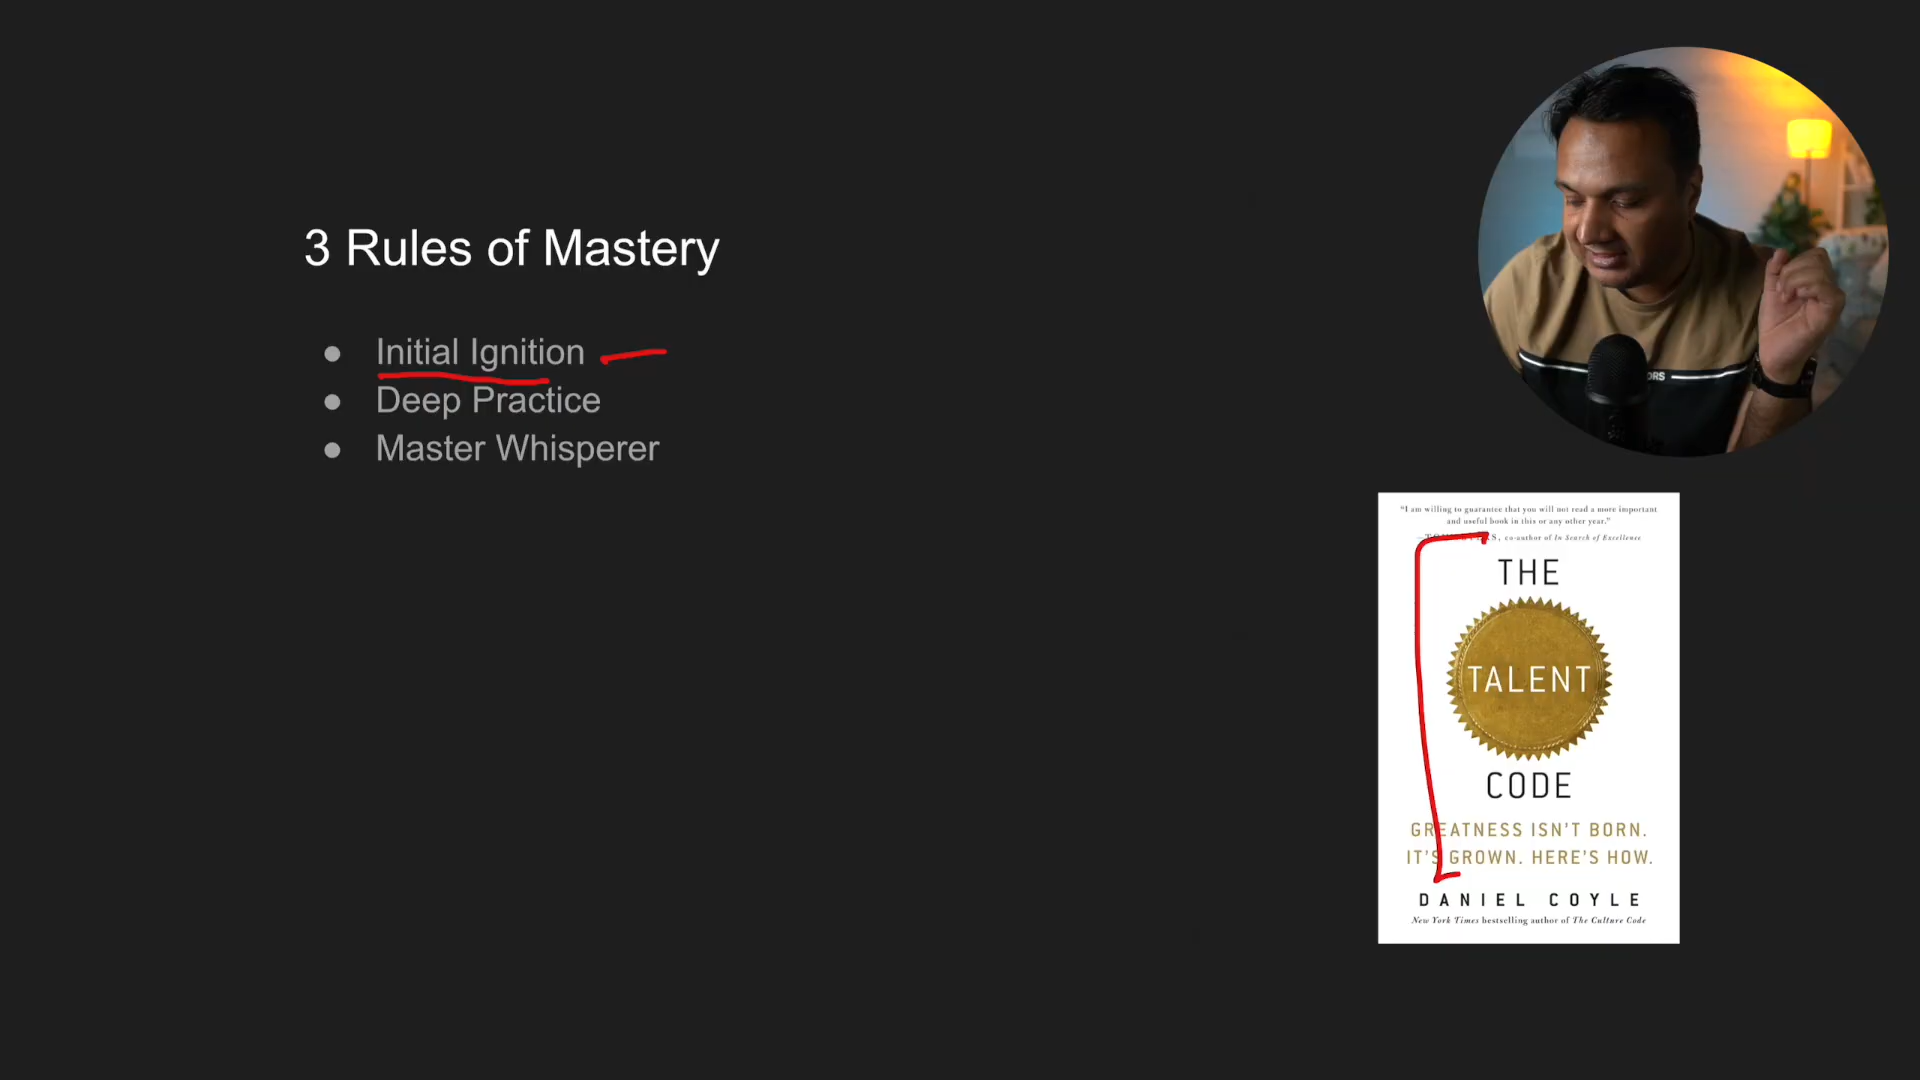 3 Rules of Mastery
● Initial Ignition
● Deep Practice
● Master Whisperer
ORS
"I am willing to guarantee that you will not read a more important
and useful book in this or any other year."
S, co-author of In Search of Excellence
THE
TALENT
CODE
GREATNESS ISN'T BORN.
IT'S GROWN. HERE'S HOW.
DANIEL COYLE
New York Times bestselling author of The Culture Code